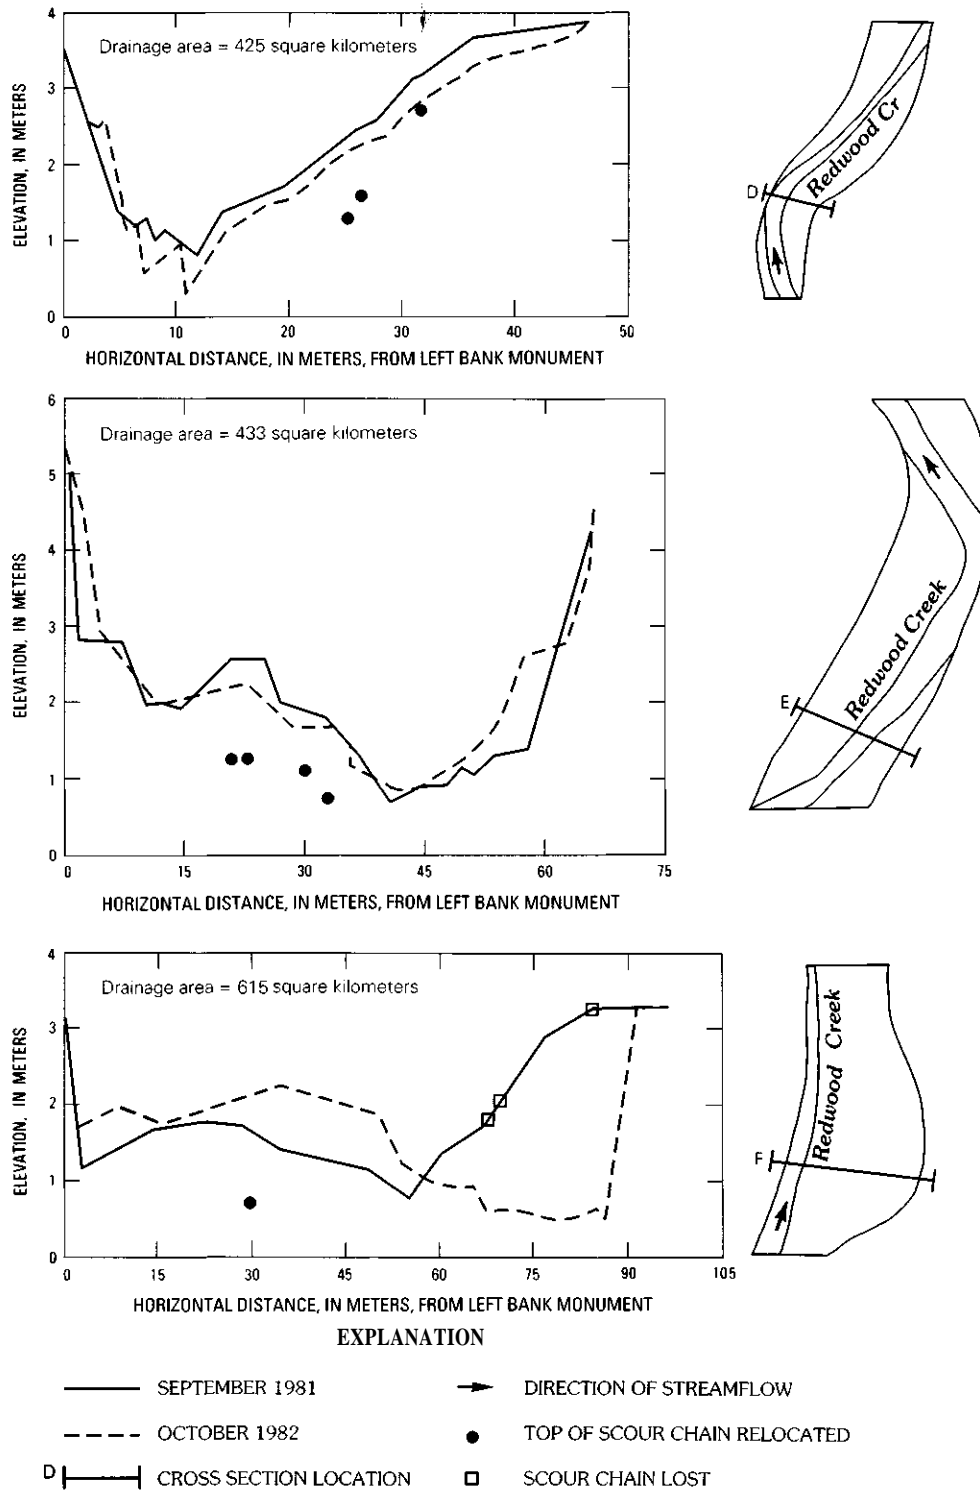 4
3
2
1
0
ELEVATION, IN METERS
Drainage area = 425 square kilometers
0 10 20 30 40 50
HORIZONTAL DISTANCE, IN METERS, FROM LEFT BANK MONUMENT
D
Redwood Cr
6
5
4
3
2
1
0
ELEVATION, IN METERS
Drainage area = 433 square kilometers
0 15 30 45 60 75
HORIZONTAL DISTANCE, IN METERS, FROM LEFT BANK MONUMENT
E
Redwood Creek
4
3
2
1
0
ELEVATION, IN METERS
Drainage area = 615 square kilometers
0 15 30 45 60 75 90 105
HORIZONTAL DISTANCE, IN METERS, FROM LEFT BANK MONUMENT
F
Redwood Creek
EXPLANATION
SEPTEMBER 1981
DIRECTION OF STREAMFLOW
OCTOBER 1982
TOP OF SCOUR CHAIN RELOCATED
D
CROSS SECTION LOCATION
SCOUR CHAIN LOST